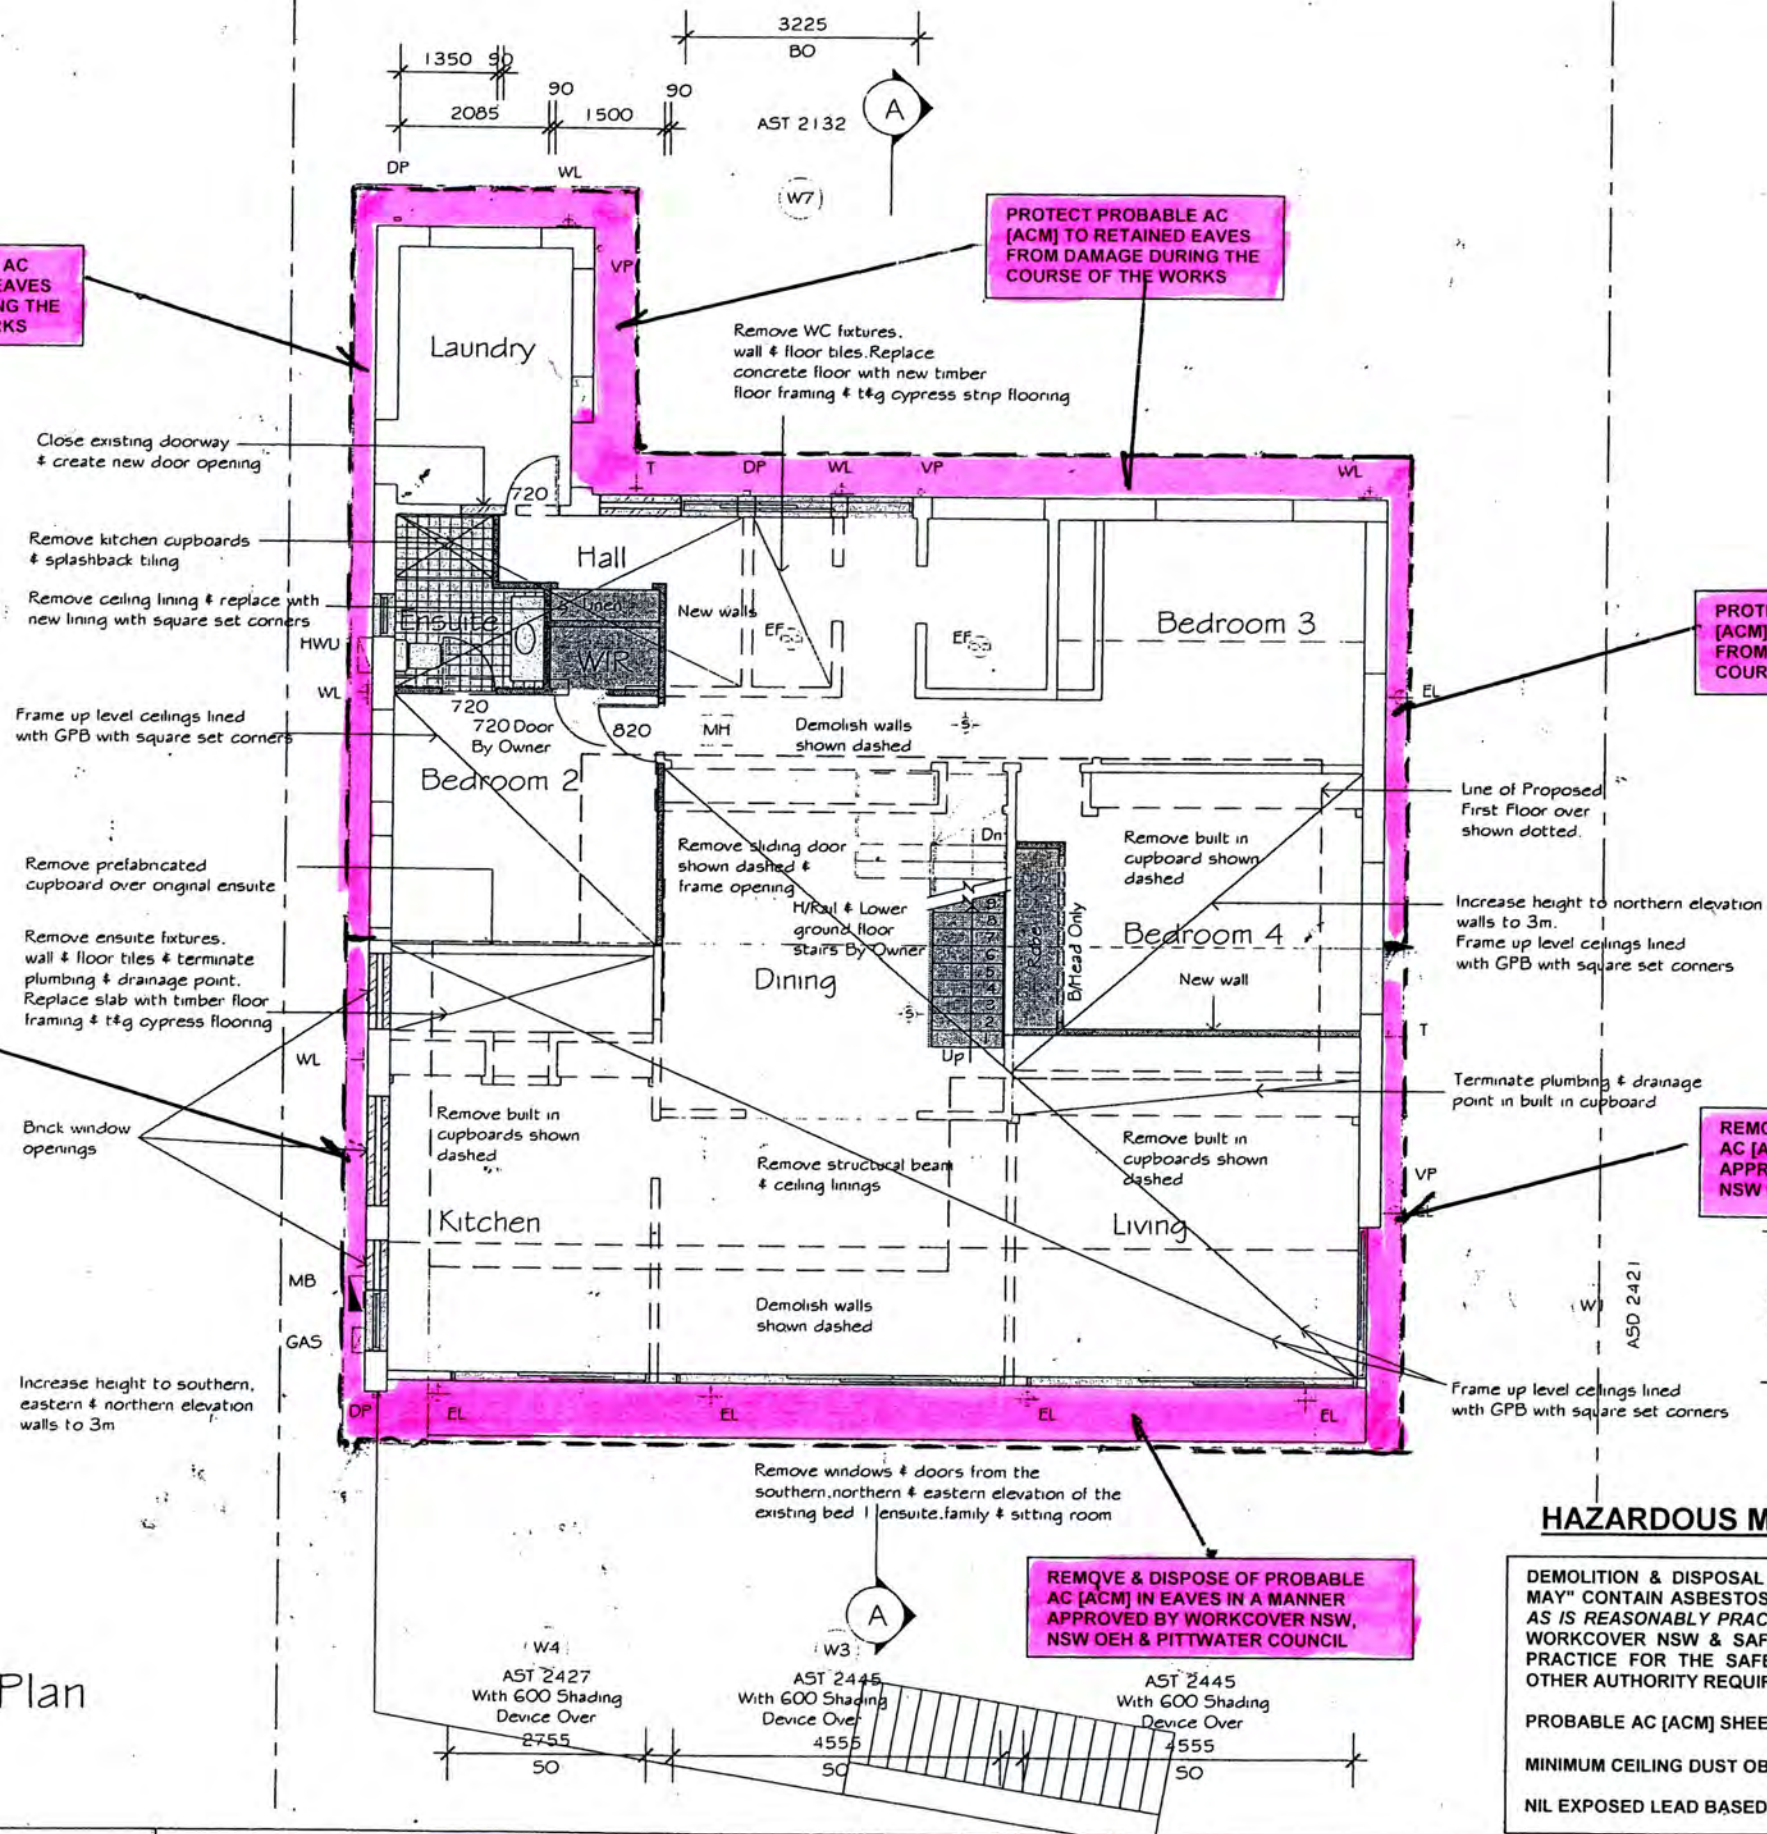 3225
BO
1350 90
90
90
2085
1500
AST 2132
A
W7
DP
WL
AC
EAVES
NG THE
RKS
PROTECT PROBABLE AC
[ACM] TO RETAINED EAVES
FROM DAMAGE DURING THE
COURSE OF THE WORKS
VP
Laundry
Remove WC fixtures.
wall & floor tiles.Replace
concrete floor with new timber
floor framing & t&g cypress strip flooring
Close existing doorway
& create new door opening
T
DP
WL
VP
WL
720
Remove kitchen cupboards
& splashback tiling
Hall
Remove ceiling lining & replace with
new lining with square set corners
Linen
New walls
Ensuite
EF
EF
Bedroom 3
PROTE
[ACM]
FROM
COUR
HWU
WIR
WL
EL
Frame up level ceilings lined
with GPB with square set corners
720
720 Door
By Owner
820
MH
Demolish walls
shown dashed
S
Bedroom 2
Line of Proposed
First Floor over
shown dotted.
Remove prefabricated
cupboard over original ensuite
Remove sliding door
shown dashed &
frame opening
Dn
Remove built in
cupboard shown
dashed
H/Rail & Lower
ground floor
stairs By Owner
9
8
7
6
5
4
3
2
1
Robe
B/Head Only
Bedroom 4
Increase height to northern elevation
walls to 3m.
Frame up level ceilings lined
with GPB with square set corners
Remove ensuite fixtures.
wall & floor tiles & terminate
plumbing & drainage point.
Replace slab with timber floor
framing & t&g cypress flooring
Dining
New wall
S
T
WL
Up
Terminate plumbing & drainage
point in built in cupboard
Brick window
openings
Remove built in
cupboards shown
dashed
Remove structural beam
& ceiling linings
Remove built in
cupboards shown
dashed
REMO
AC [A
APPR
NSW
VP
EL
Kitchen
Living
MB
GAS
Demolish walls
shown dashed
W
ASD 2421
Increase height to southern,
eastern & northern elevation
walls to 3m
DP
EL
EL
EL
EL
Frame up level ceilings lined
with GPB with square set corners
Remove windows & doors from the
southern,northern & eastern elevation of the
existing bed 1 ensuite.family & sitting room
HAZARDOUS M
A
REMOVE & DISPOSE OF PROBABLE
AC [ACM] IN EAVES IN A MANNER
APPROVED BY WORKCOVER NSW,
NSW OEH & PITTWATER COUNCIL
DEMOLITION & DISPOSAL
MAY" CONTAIN ASBESTOS
AS IS REASONABLY PRAC
WORKCOVER NSW & SAF
PRACTICE FOR THE SAFE
OTHER AUTHORITY REQUIR
PROBABLE AC [ACM] SHEE
MINIMUM CEILING DUST OB
NIL EXPOSED LEAD BASED
W4
AST 2427
With 600 Shading
Device Over
2755
SO
W3
AST 2445
With 600 Shading
Device Over
4555
SO
AST 2445
With 600 Shading
Device Over
4555
SO
Plan